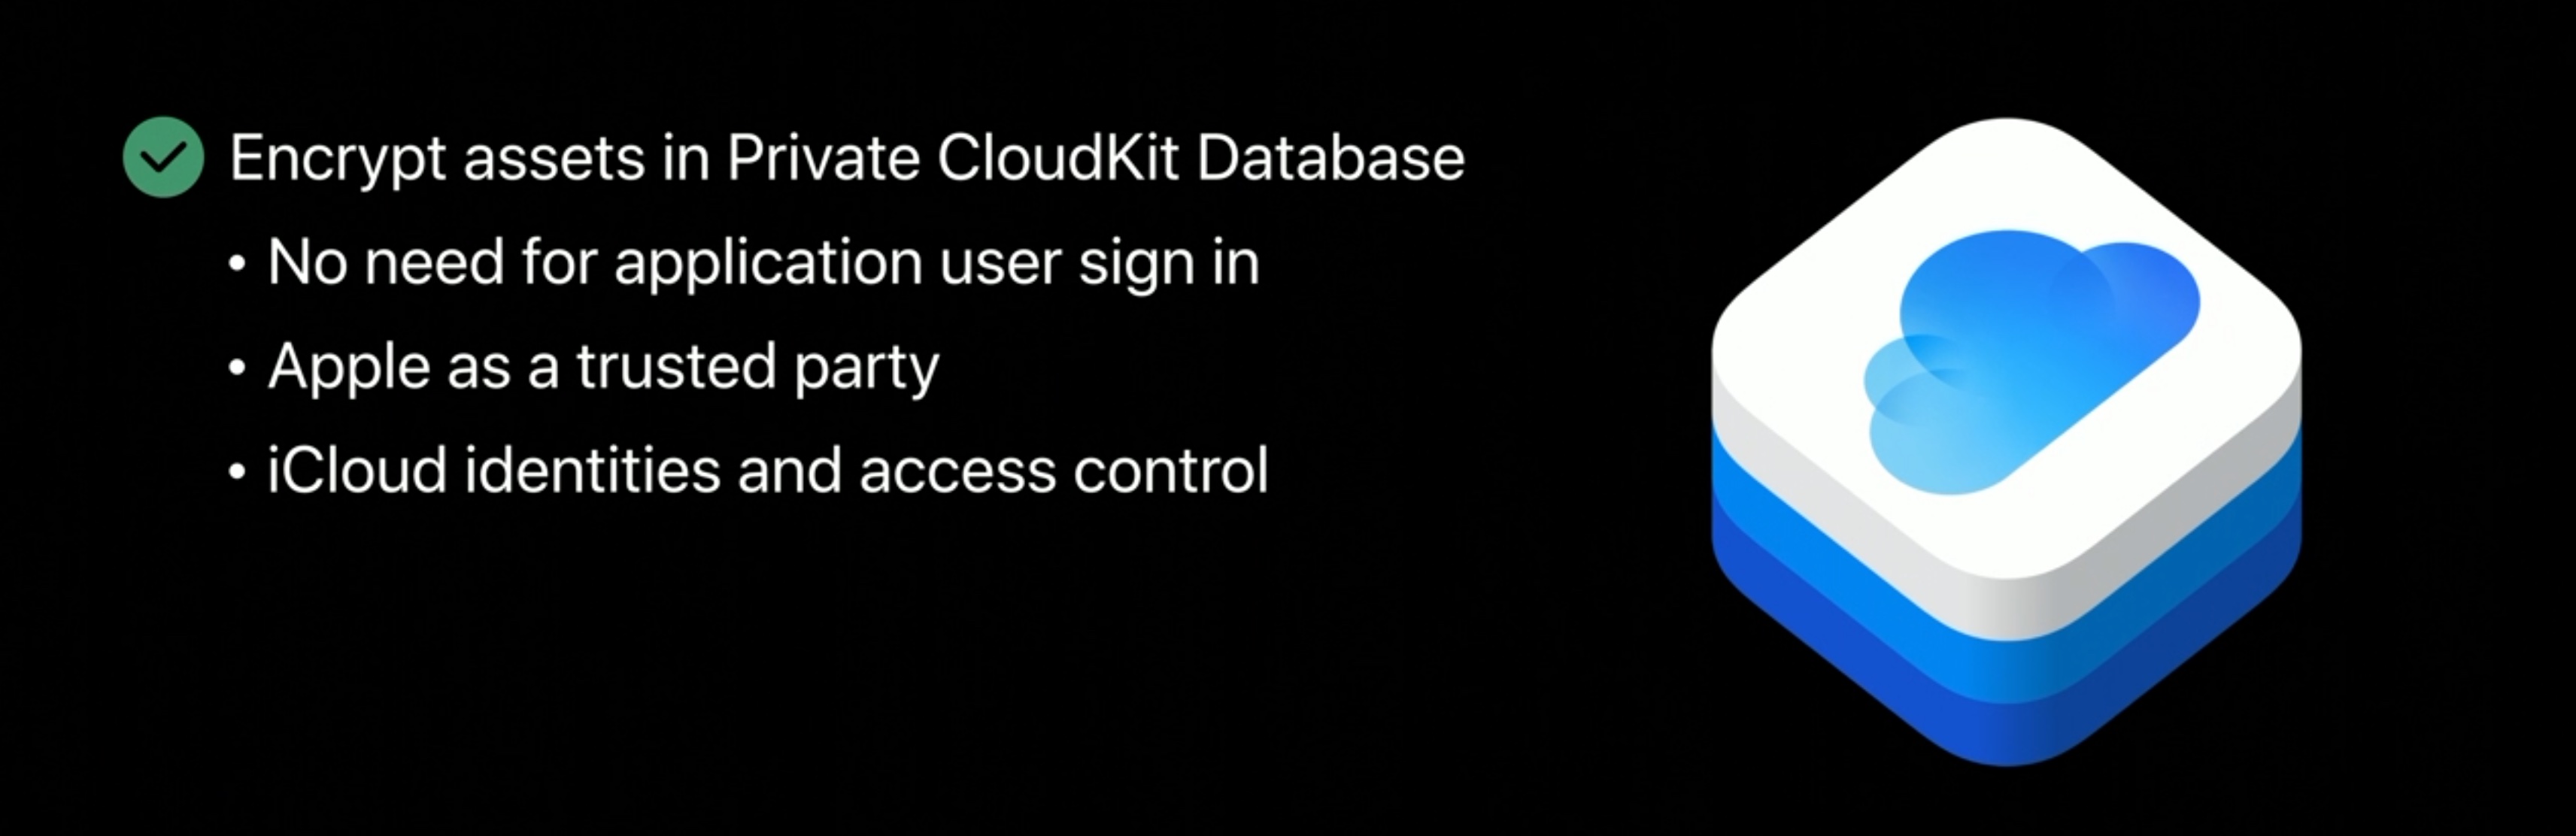 Encrypt assets in Private CloudKit Database
• No need for application user sign in
• Apple as a trusted party
• iCloud identities and access control